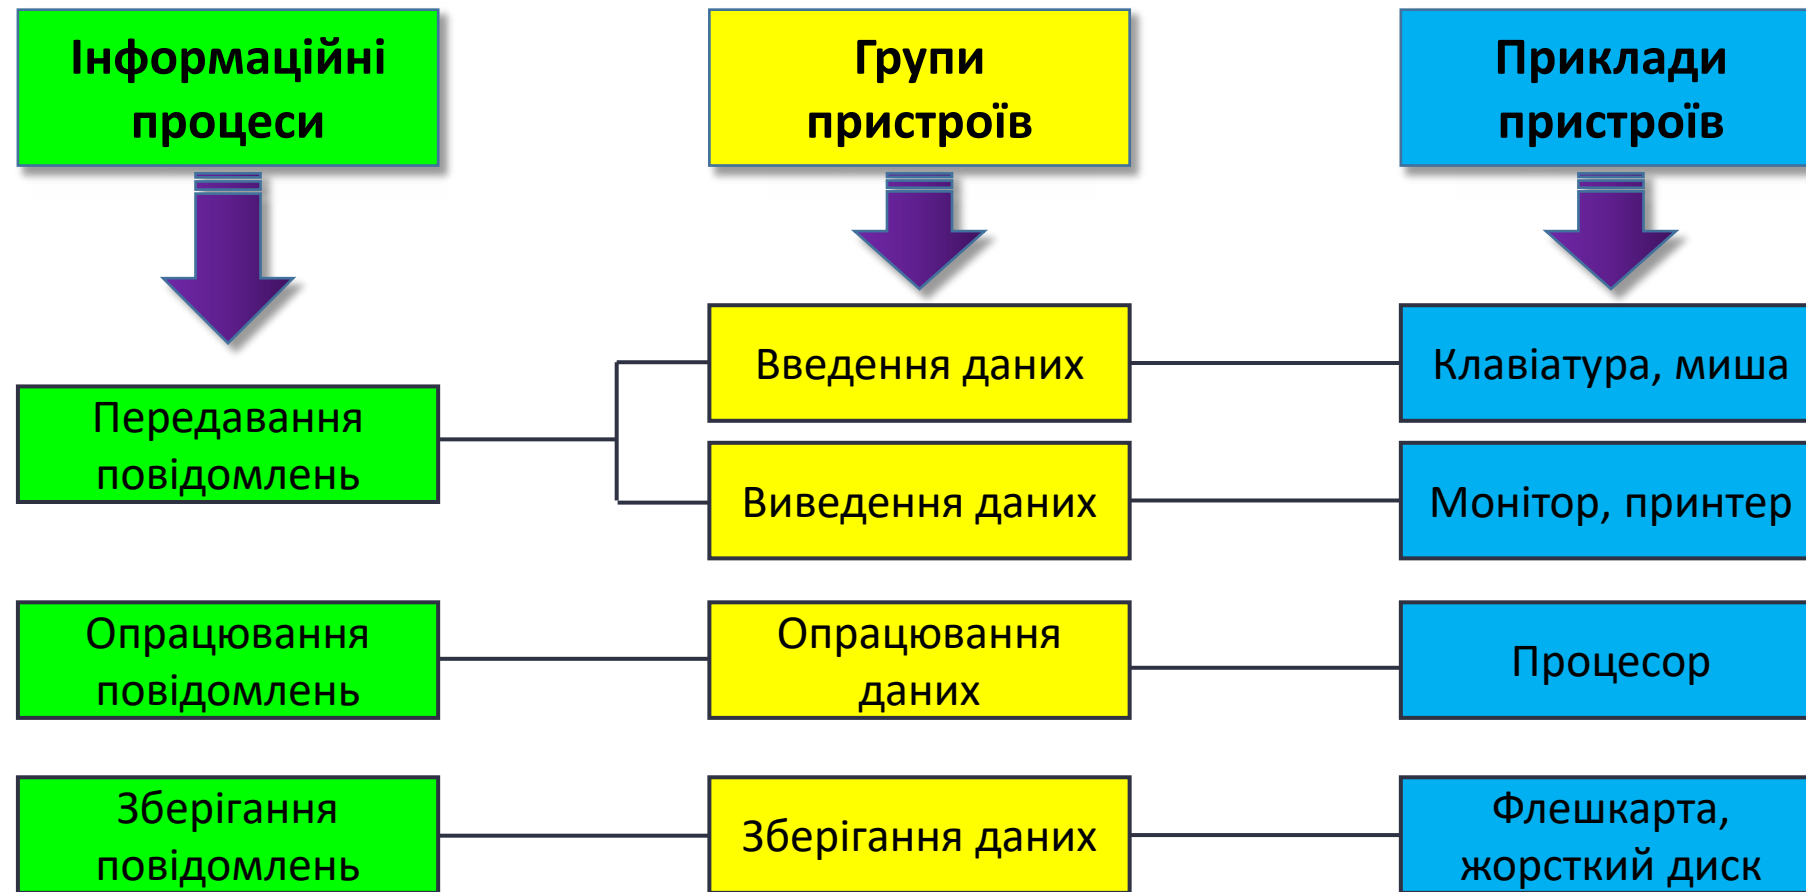 Інформаційні
процеси
Групи
пристроїв
Приклади
пристроїв
Введення даних
Клавіатура, миша
Передавання
повідомлень
Виведення даних
Монітор, принтер
Опрацювання
повідомлень
Опрацювання
даних
Процесор
Зберігання
повідомлень
Зберігання даних
Флешкарта,
жорсткий диск